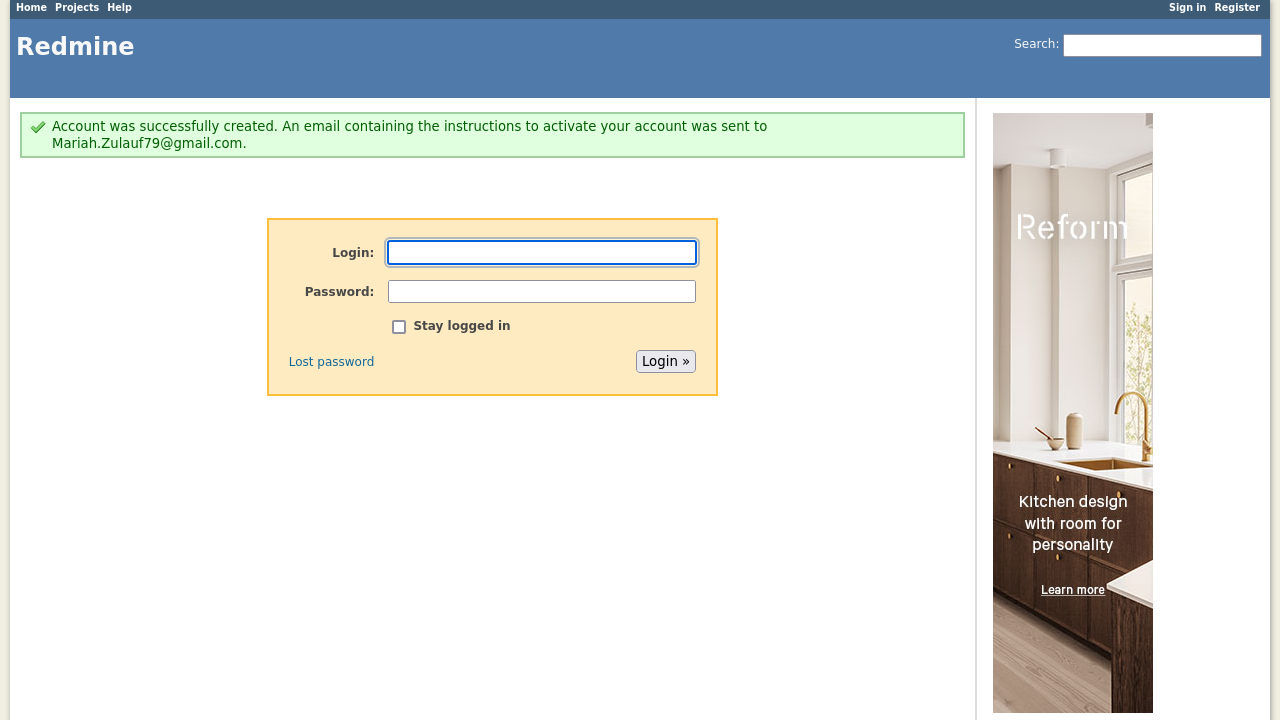 Home Projects Help
Sign in Register
Redmine
Search:
Account was successfully created. An email containing the instructions to activate your account was sent to
Mariah.Zulauf79@gmail.com.
Login:
Password:
Stay logged in
Lost password
Login »
Reform
Kitchen design
with room for
personality
Learn more